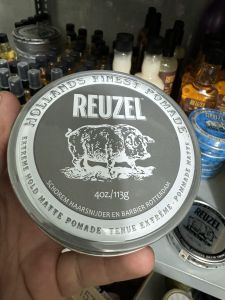 HOLLANDS FINEST POMADE
REUZEL
4oz./113g
SCHOREM HAARSNIJDER EN BARBIER ROTTERDAM
EXTREME HOLD MATTE POMADE
TENUE EXTRÊME - POMMADE MATTE
REUZEL